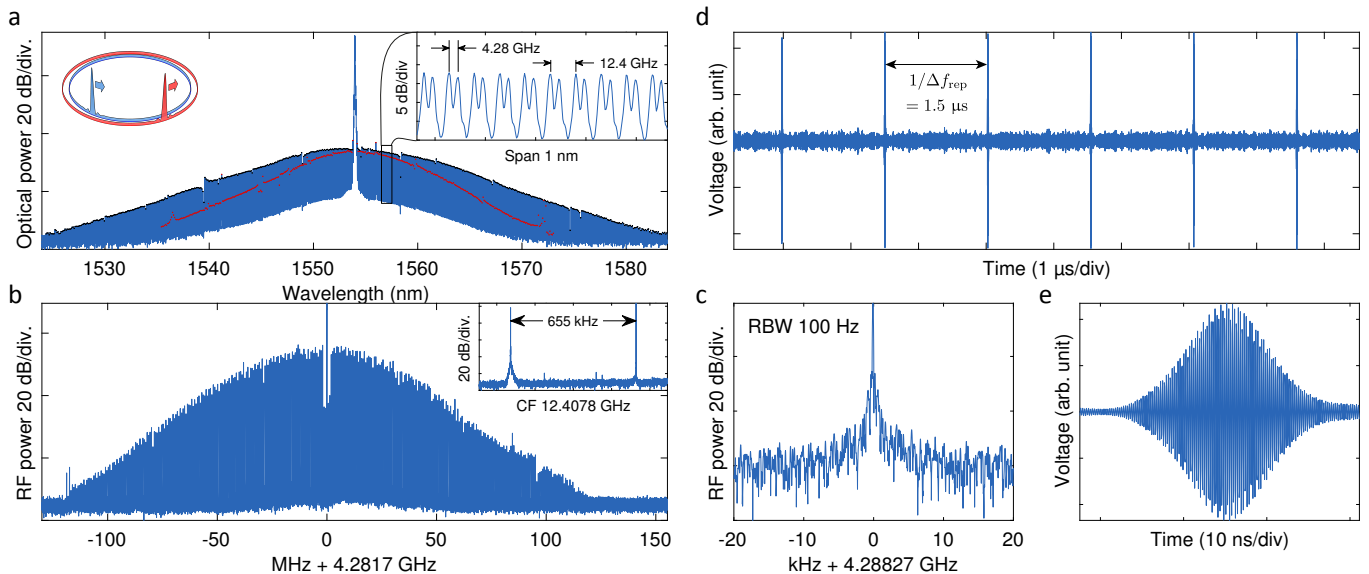 a
Optical power 20 dB/div.
4.28 GHz
12.4 GHz
5 dB/div
Span 1 nm
1530
1540
1550
1560
1570
1580
Wavelength (nm)
b
RF power 20 dB/div.
655 kHz
20 dB/div.
CF 12.4078 GHz
-100
-50
0
50
100
150
MHz + 4.2817 GHz
c
RBW 100 Hz
RF power 20 dB/div.
-20
-10
0
10
20
kHz + 4.28827 GHz
d
Voltage (arb. unit)
1/Δf_rep
= 1.5 µs
Time (1 µs/div)
e
Voltage (arb. unit)
Time (10 ns/div)